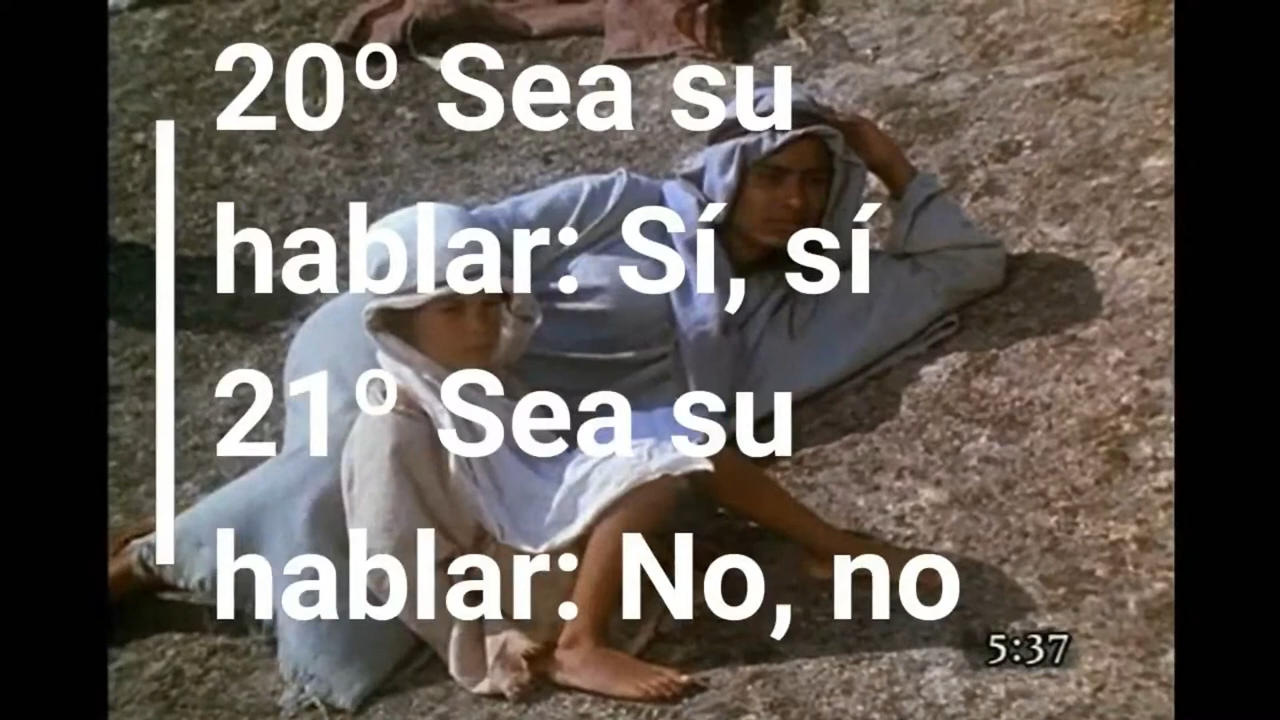 20º Sea su
hablar: Sí, sí
21º Sea su
hablar: No, no
5:37